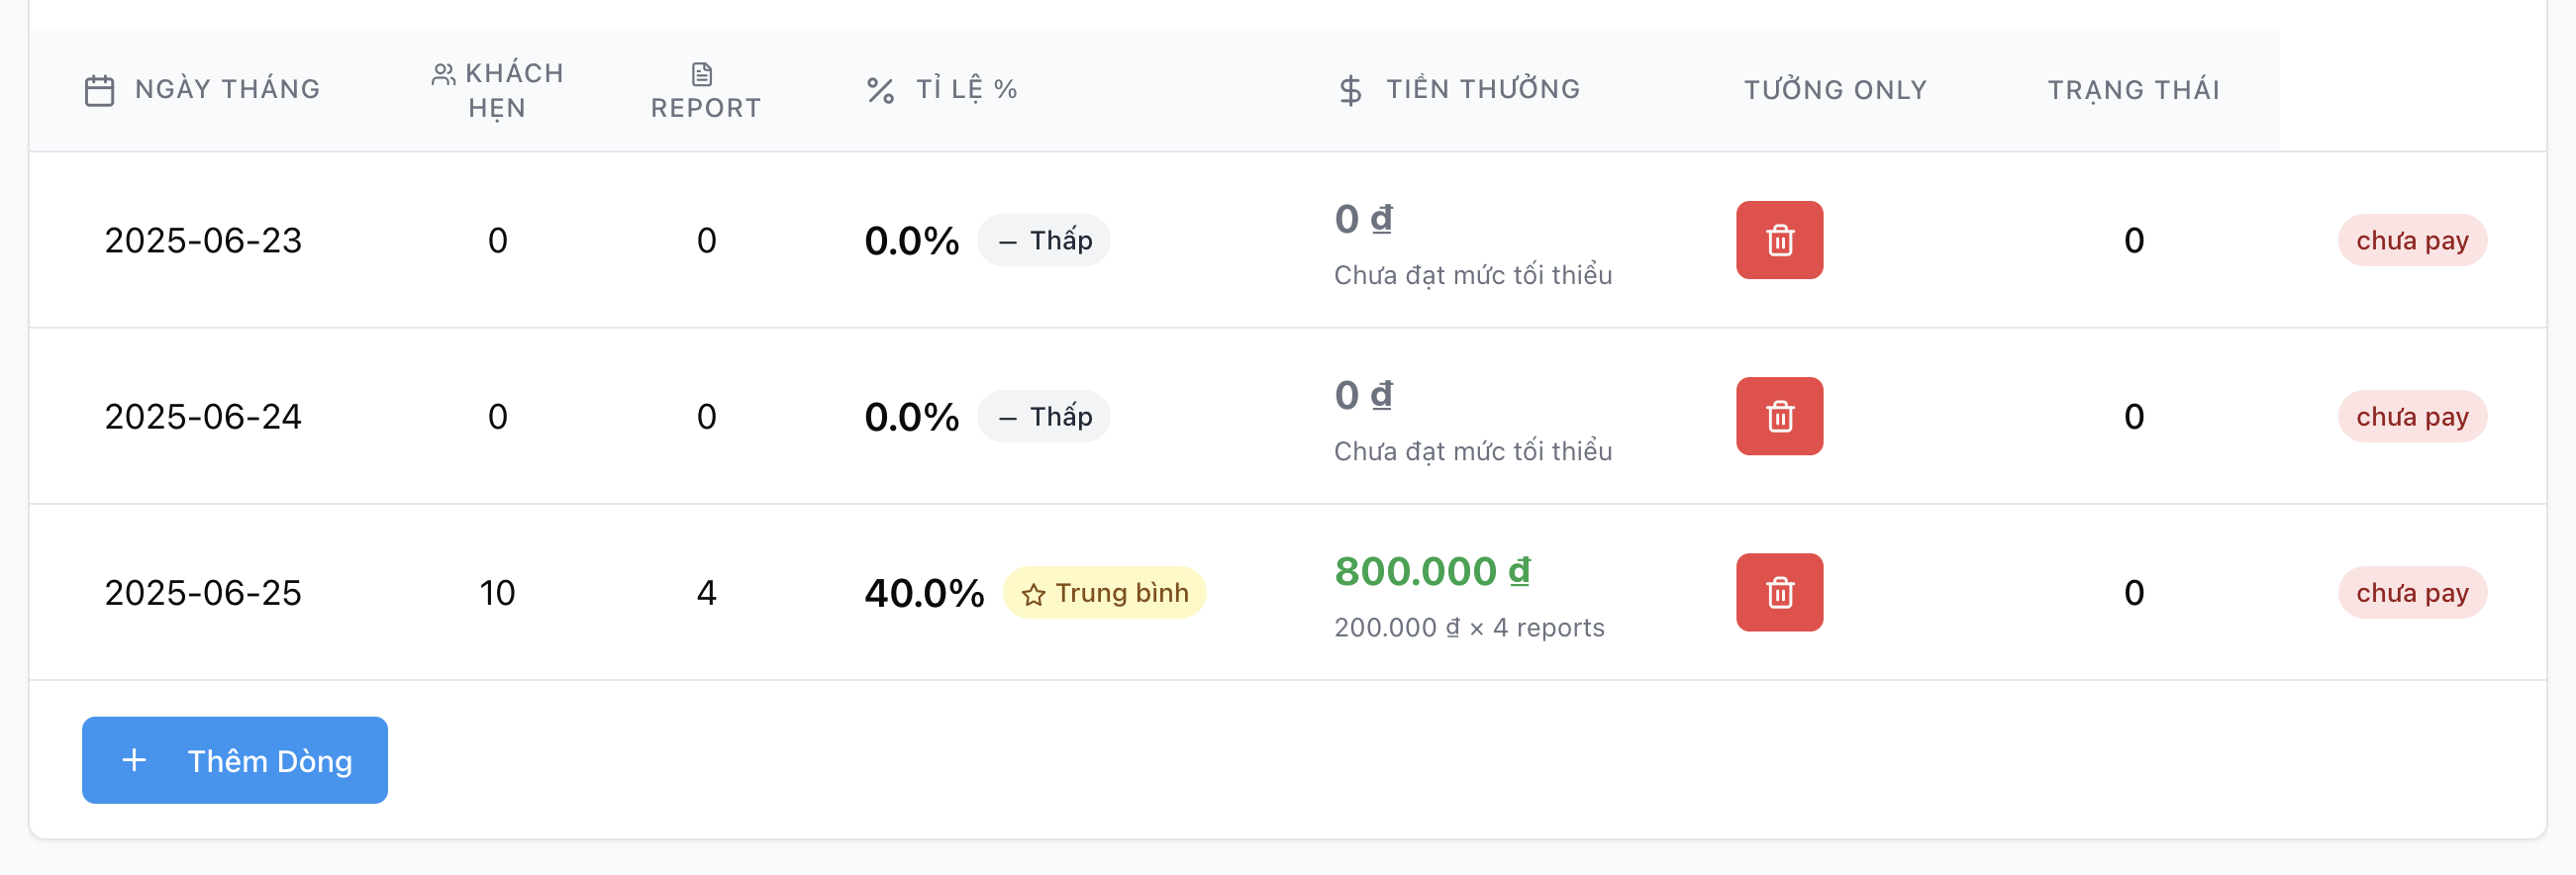 NGÀY THÁNG
KHÁCH
HẸN
REPORT
TỈ LỆ %
TIỀN THƯỞNG
TƯỞNG ONLY
TRẠNG THÁI
2025-06-23
0
0
0.0%
– Thấp
0 ₫
Chưa đạt mức tối thiểu
0
chưa pay
2025-06-24
0
0
0.0%
– Thấp
0 ₫
Chưa đạt mức tối thiểu
0
chưa pay
2025-06-25
10
4
40.0%
Trung bình
800.000 ₫
200.000 ₫ × 4 reports
0
chưa pay
+ Thêm Dòng